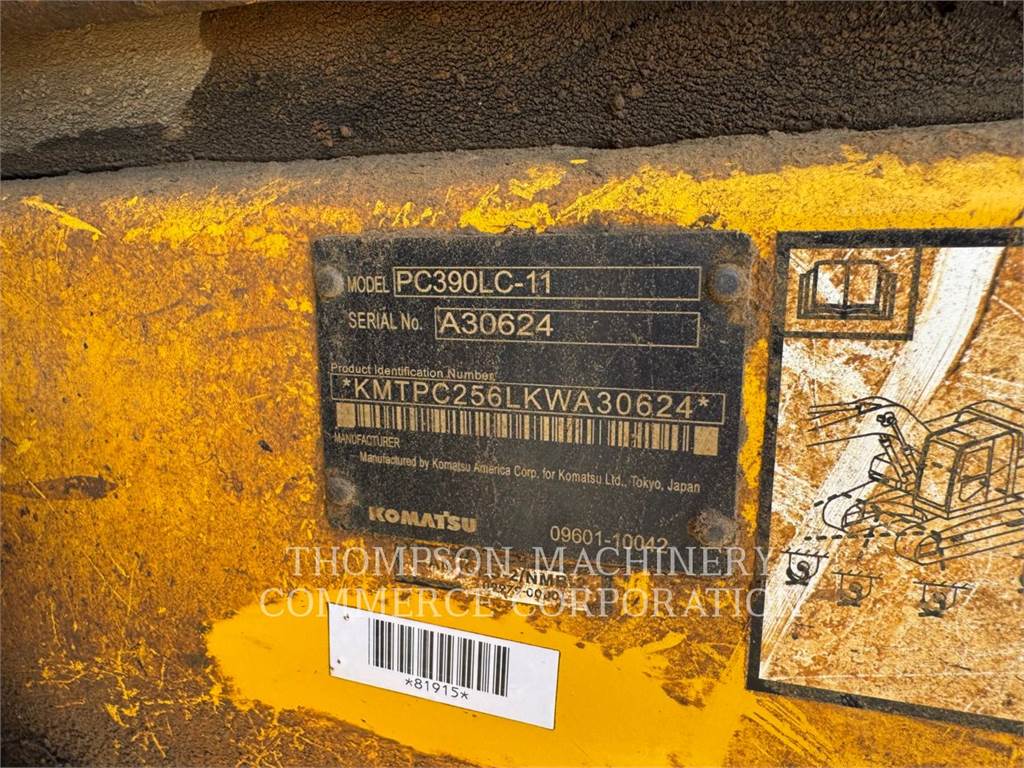 MODEL PC390LC-11
SERIAL No. A30624
Product Identification Number
*KMTPC256LKWA30624*
MANUFACTURER
Manufactured by Komatsu America Corp. for Komatsu Ltd., Tokyo, Japan
KOMATSU 09601-10042
THOMPSON MACHINERY
COMMERCE CORPORATION
*81915*